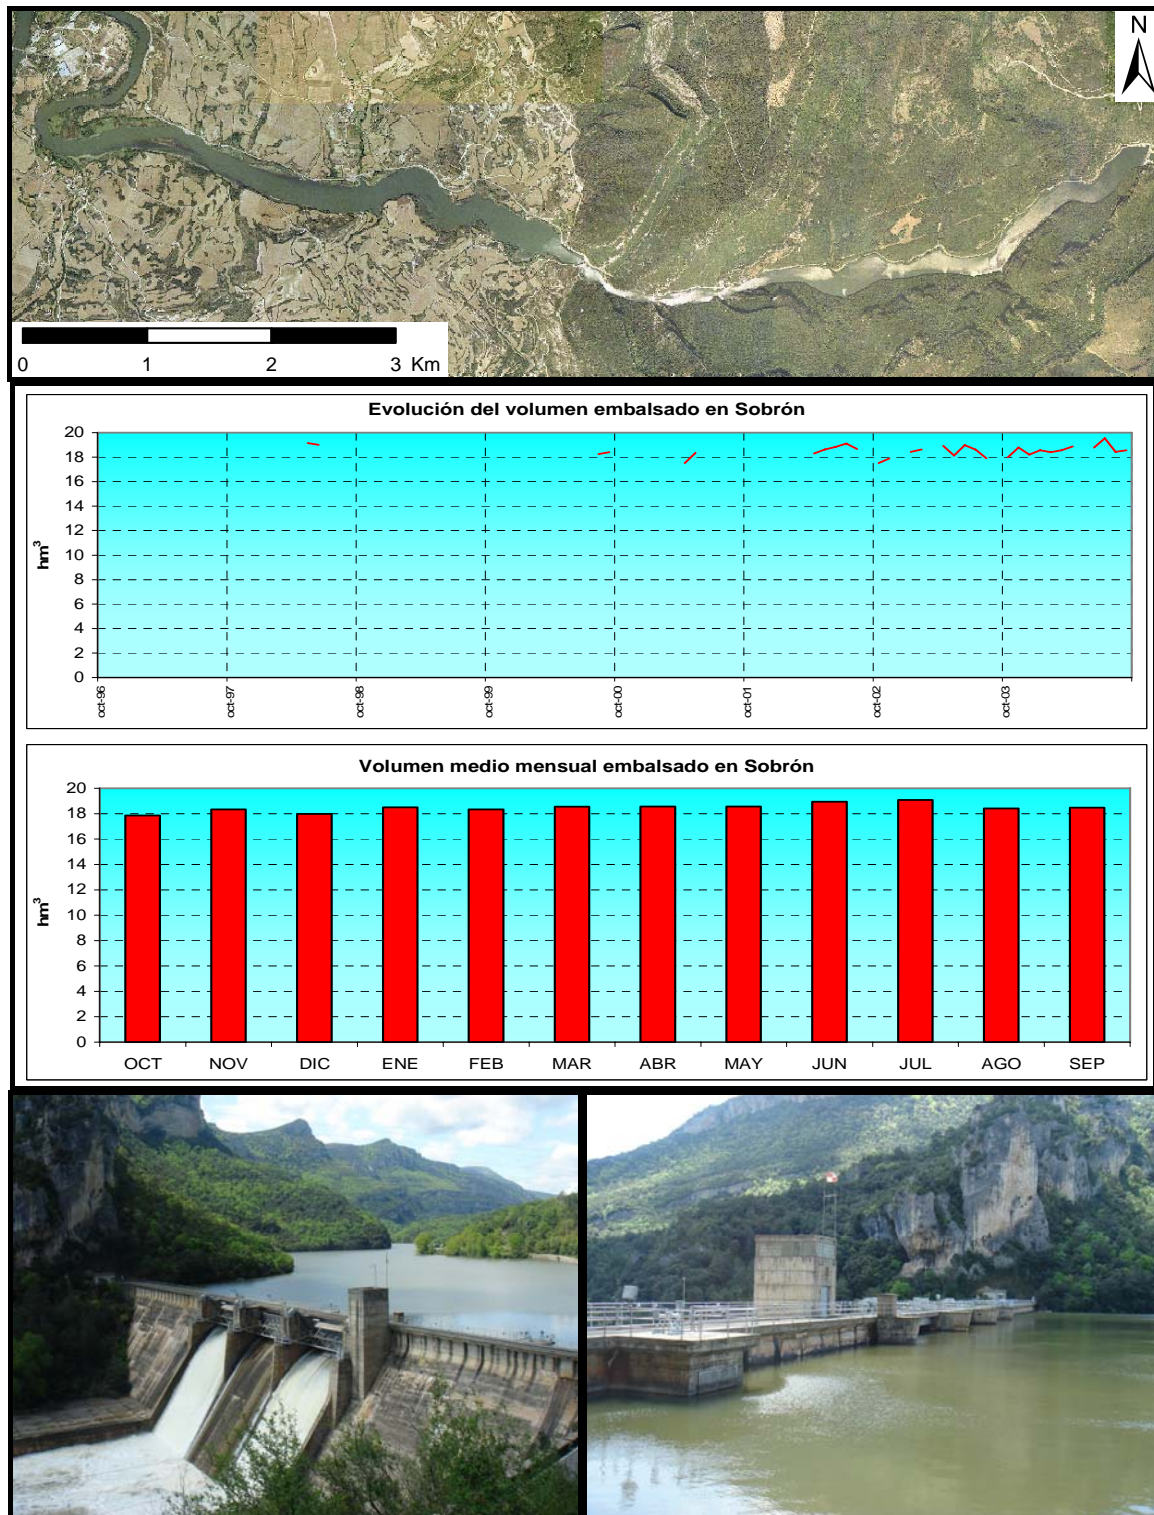 N
0 1 2 3 Km
Evolución del volumen embalsado en Sobrón
20
18
16
14
12
10
8
6
4
2
0
hm³
oct-96 oct-97 oct-98 oct-99 oct-00 oct-01 oct-02 oct-03
Volumen medio mensual embalsado en Sobrón
20
18
16
14
12
10
8
6
4
2
0
hm³
OCT NOV DIC ENE FEB MAR ABR MAY JUN JUL AGO SEP